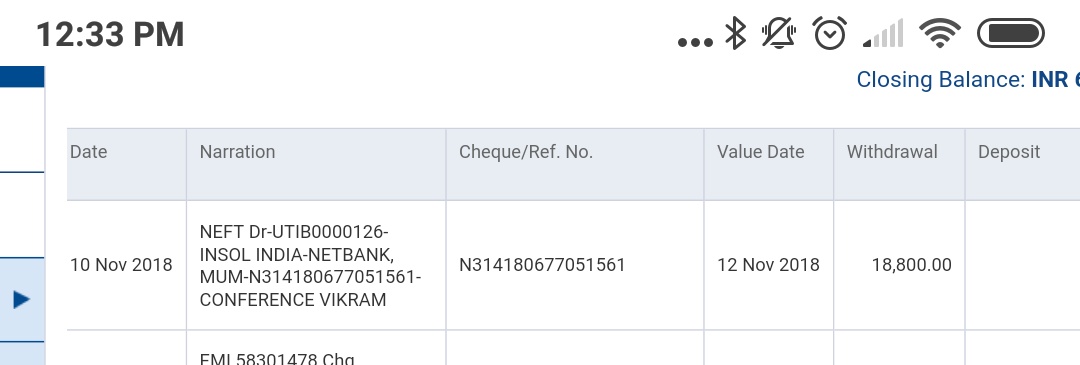 12:33 PM
Closing Balance: INR
Date Narration Cheque/Ref. No. Value Date Withdrawal Deposit
NEFT Dr-UTIB0000126-
INSOL INDIA-NETBANK,
10 Nov 2018 N314180677051561 12 Nov 2018 18,800.00
MUM-N314180677051561-
CONFERENCE VIKRAM
EMI 58301478 Chq